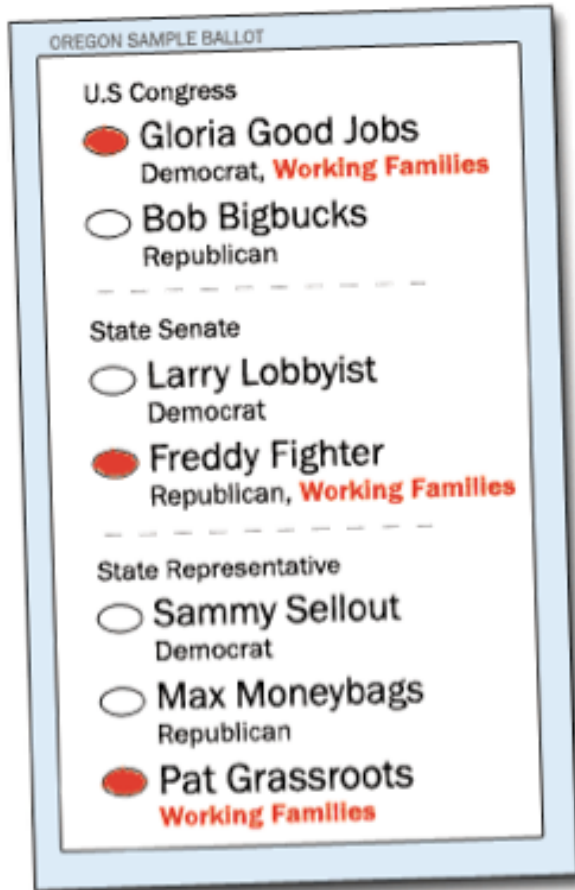 OREGON SAMPLE BALLOT
U.S Congress
Gloria Good Jobs
Democrat, Working Families
Bob Bigbucks
Republican
State Senate
Larry Lobbyist
Democrat
Freddy Fighter
Republican, Working Families
State Representative
Sammy Sellout
Democrat
Max Moneybags
Republican
Pat Grassroots
Working Families